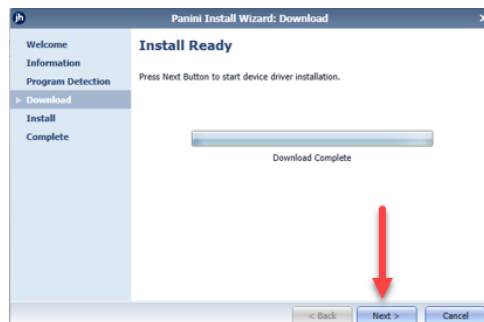 jh Panini Install Wizard: Download X
Welcome
Information
Program Detection
Download
Install
Complete
Install Ready
Press Next Button to start device driver installation.
Download Complete
< Back Next > Cancel